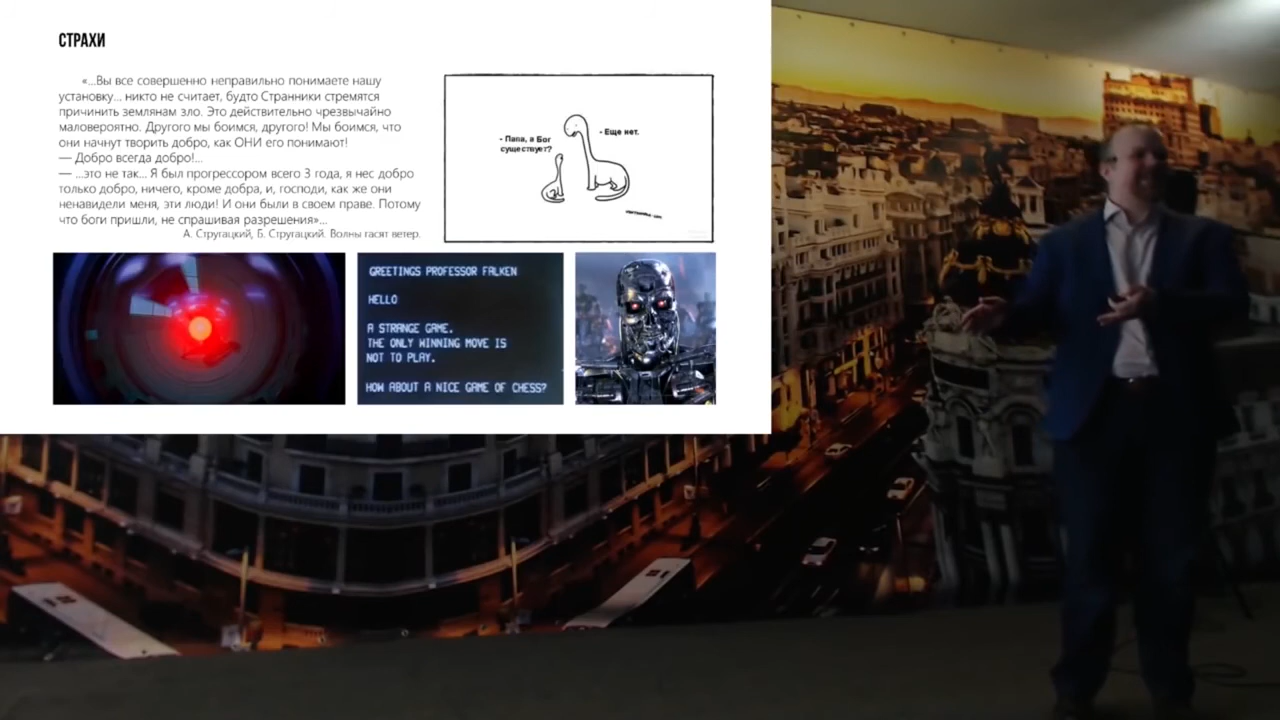 СТРАХИ
«...Вы все совершенно неправильно понимаете нашу
установку... никто не считает, будто Странники стремятся
причинить землянам зло. Это действительно чрезвычайно
маловероятно. Другого мы боимся, другого! Мы боимся, что
они начнут творить добро, как ОНИ его понимают!
— Добро всегда добро!...
— ...это не так... Я был прогрессором всего 3 года, я нес добро
только добро, ничего, кроме добра, и, господи, как же они
ненавидели меня, эти люди! И они были в своем праве. Потому
что боги пришли, не спрашивая разрешения»...
А. Стругацкий, Б. Стругацкий. Волны гасят ветер.
- Папа, а Бог
существует?
- Еще нет.
GREETINGS PROFESSOR FALKEN
HELLO
A STRANGE GAME.
THE ONLY WINNING MOVE IS
NOT TO PLAY.
HOW ABOUT A NICE GAME OF CHESS?